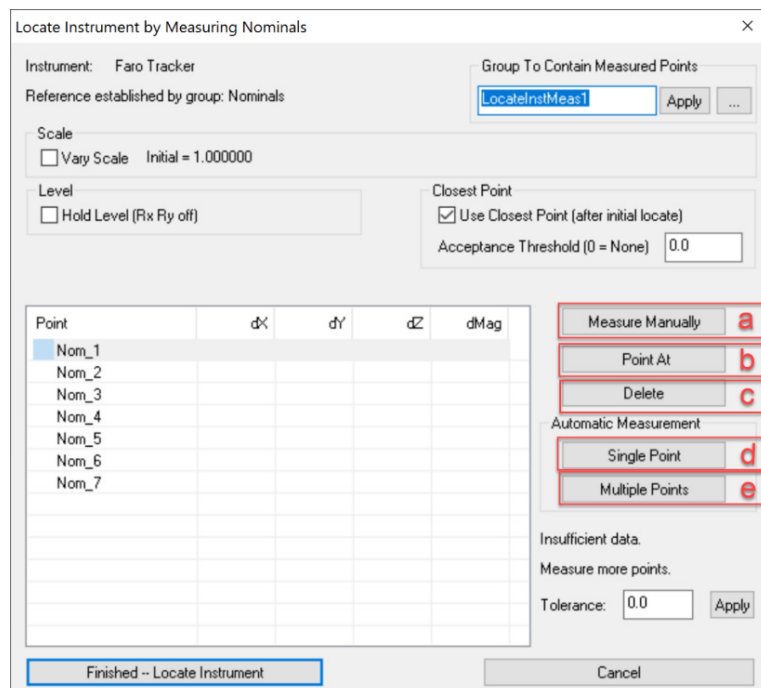 Locate Instrument by Measuring Nominals
Instrument: Faro Tracker
Reference established by group: Nominals
Group To Contain Measured Points
LocateInstMeas1 Apply ...
Scale
Vary Scale Initial = 1.000000
Level
Hold Level (Rx Ry off)
Closest Point
Use Closest Point (after initial locate)
Acceptance Threshold (0 = None) 0.0
Point dX dY dZ dMag
Nom_1
Nom_2
Nom_3
Nom_4
Nom_5
Nom_6
Nom_7
Measure Manually a
Point At b
Delete c
Automatic Measurement
Single Point d
Multiple Points e
Insufficient data.
Measure more points.
Tolerance: 0.0 Apply
Finished -- Locate Instrument Cancel